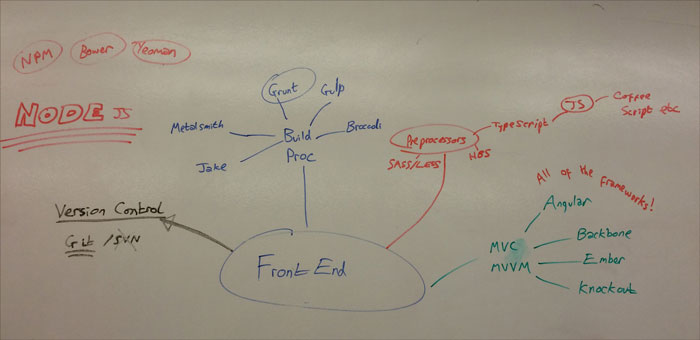 NPM
Bower
Yeoman
NODE JS
Grunt
Gulp
Metalsmith
Build
Proc
Brocoli
Jake
Preprocessors
SASS/LESS
HBS
TypeScript
JS
Coffee
Script etc
Version Control
Git / SVN
Front End
All of the frameworks!
MVC
MVVM
Angular
Backbone
Ember
Knockout